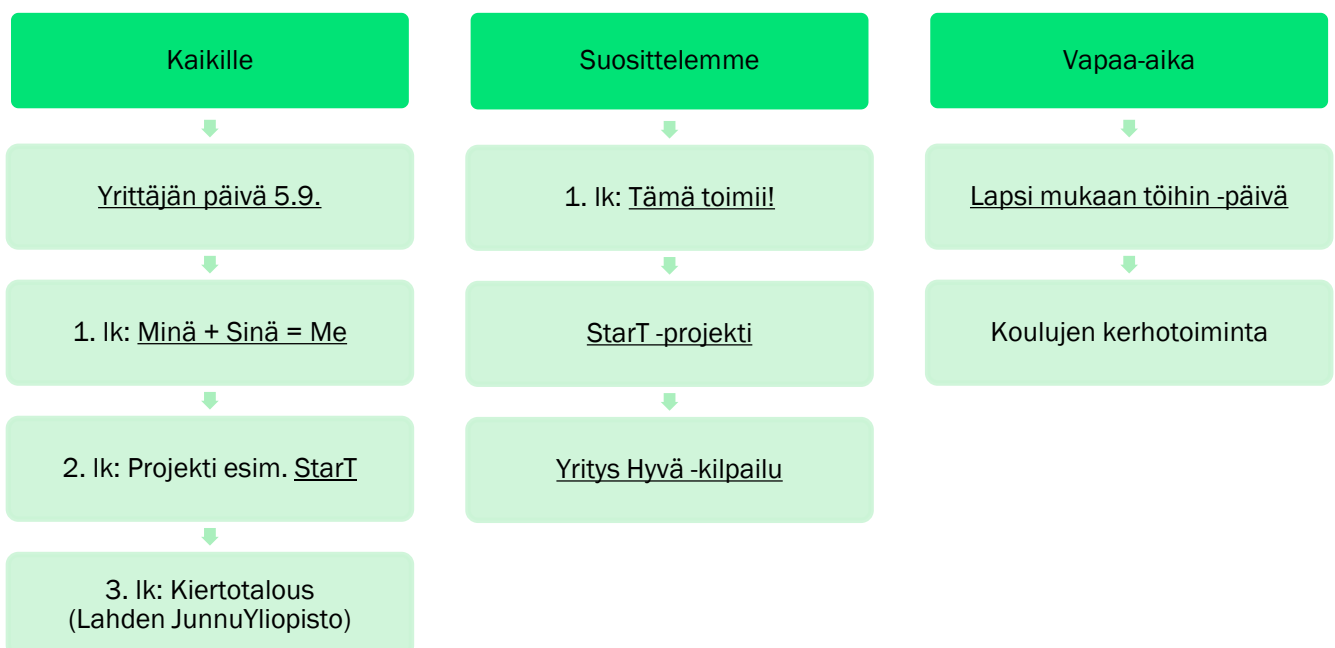 Kaikille
Yrittäjän päivä 5.9.
1. lk: Minä + Sinä = Me
2. lk: Projekti esim. StarT
3. lk: Kiertotalous
(Lahden JunnuYliopisto)
Suosittelemme
1. lk: Tämä toimii!
StarT -projekti
Yritys Hyvä -kilpailu
Vapaa-aika
Lapsi mukaan töihin -päivä
Koulujen kerhotoiminta